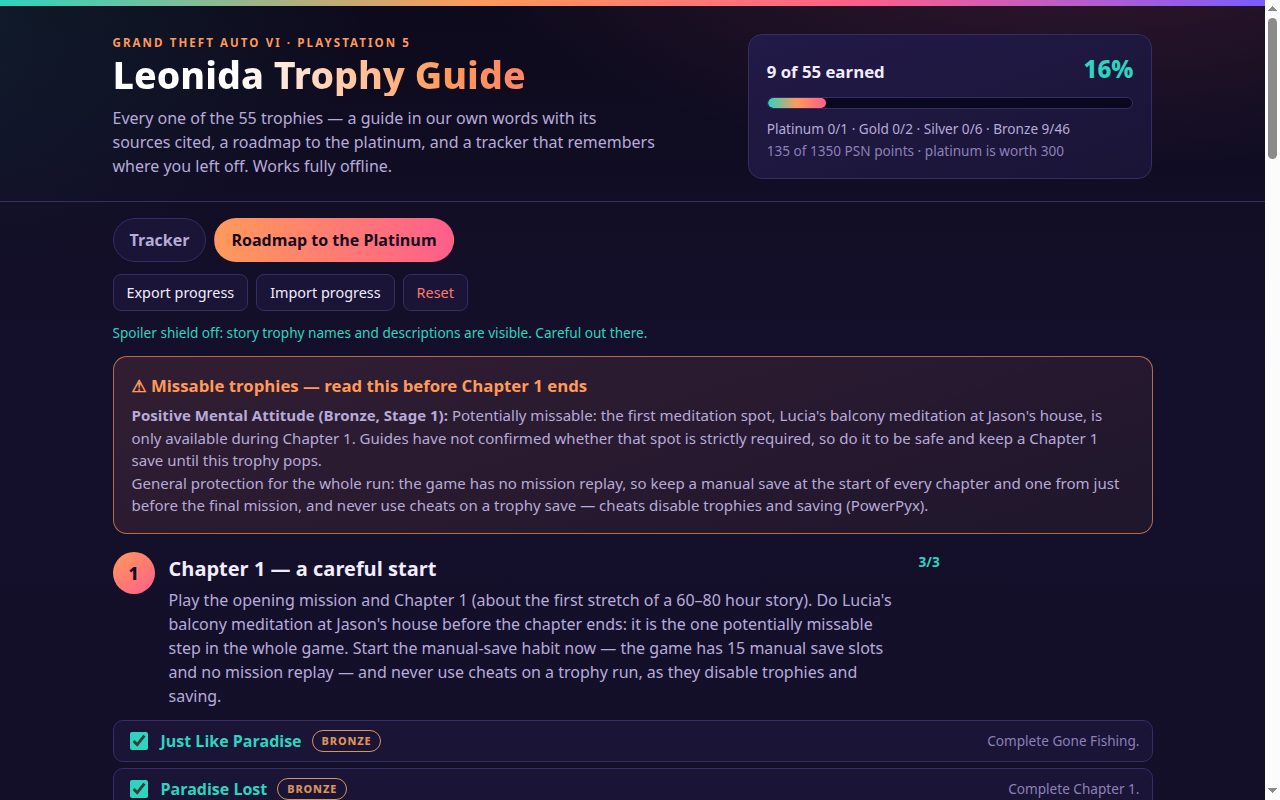 GRAND THEFT AUTO VI · PLAYSTATION 5
Leonida Trophy Guide
Every one of the 55 trophies — a guide in our own words with its
sources cited, a roadmap to the platinum, and a tracker that remembers
where you left off. Works fully offline.
9 of 55 earned
16%
Platinum 0/1 · Gold 0/2 · Silver 0/6 · Bronze 9/46
135 of 1350 PSN points · platinum is worth 300
Tracker
Roadmap to the Platinum
Export progress
Import progress
Reset
Spoiler shield off: story trophy names and descriptions are visible. Careful out there.
⚠ Missable trophies — read this before Chapter 1 ends
Positive Mental Attitude (Bronze, Stage 1): Potentially missable: the first meditation spot, Lucia's balcony meditation at Jason's house, is
only available during Chapter 1. Guides have not confirmed whether that spot is strictly required, so do it to be safe and keep a Chapter 1
save until this trophy pops.
General protection for the whole run: the game has no mission replay, so keep a manual save at the start of every chapter and one from just
before the final mission, and never use cheats on a trophy save — cheats disable trophies and saving (PowerPyx).
1
Chapter 1 — a careful start
3/3
Play the opening mission and Chapter 1 (about the first stretch of a 60–80 hour story). Do Lucia's
balcony meditation at Jason's house before the chapter ends: it is the one potentially missable
step in the whole game. Start the manual-save habit now — the game has 15 manual save slots
and no mission replay — and never use cheats on a trophy run, as they disable trophies and
saving.
Just Like Paradise BRONZE Complete Gone Fishing.
Paradise Lost BRONZE Complete Chapter 1.